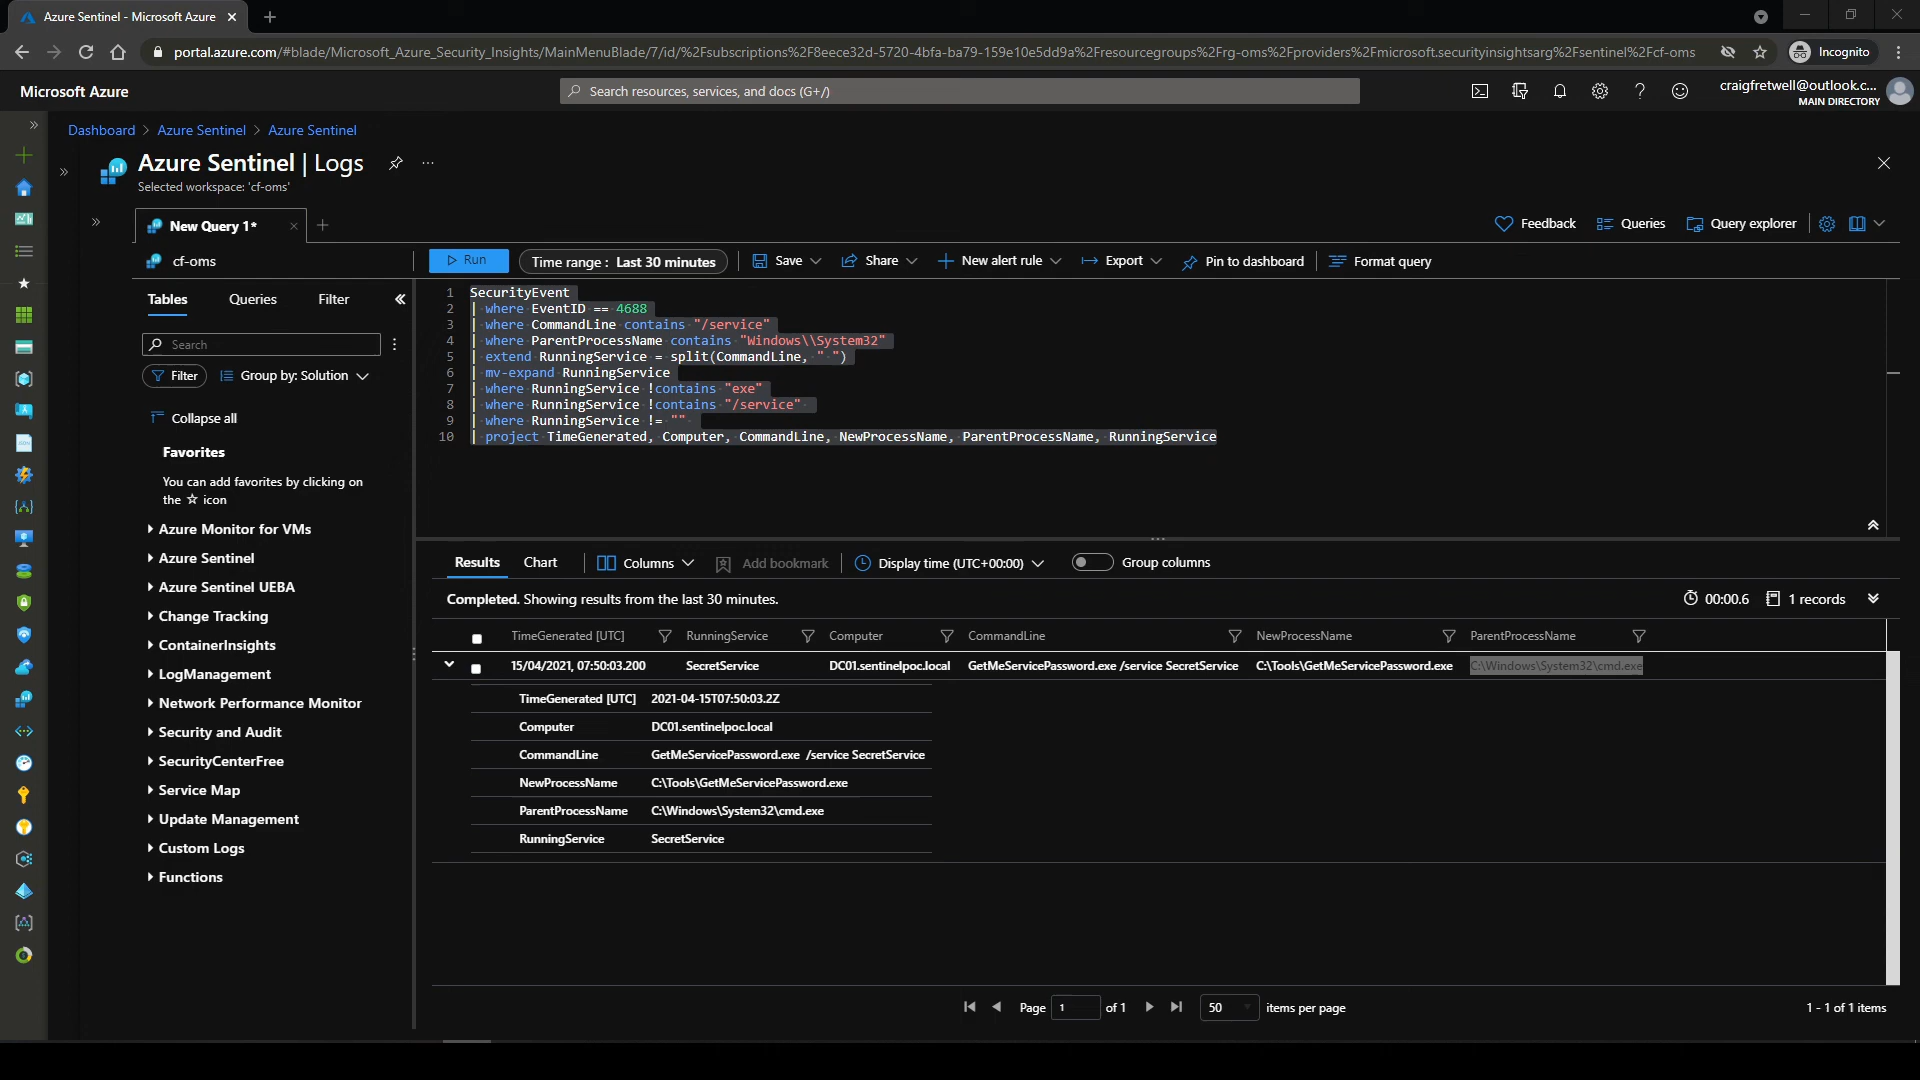 Azure Sentinel - Microsoft Azure
portal.azure.com/#blade/Microsoft_Azure_Security_Insights/MainMenuBlade/7/id/%2Fsubscriptions%2F8eece32d-5720-4bfa-ba79-159e10e5dd9a%2Fresourcegroups%2Frg-oms%2Fproviders%2Fmicrosoft.securityinsightsarg%2Fsentinel%2Fcf-oms
Incognito
Microsoft Azure
Search resources, services, and docs (G+/)
craigfretwell@outlook.c...
MAIN DIRECTORY
Dashboard > Azure Sentinel > Azure Sentinel
Azure Sentinel | Logs
Selected workspace: 'cf-oms'
New Query 1*
Feedback
Queries
Query explorer
cf-oms
Run
Time range : Last 30 minutes
Save
Share
New alert rule
Export
Pin to dashboard
Format query
Tables
Queries
Filter
Search
Filter
Group by: Solution
Collapse all
Favorites
You can add favorites by clicking on
the ☆ icon
Azure Monitor for VMs
Azure Sentinel
Azure Sentinel UEBA
Change Tracking
ContainerInsights
LogManagement
Network Performance Monitor
Security and Audit
SecurityCenterFree
Service Map
Update Management
Custom Logs
Functions
1 SecurityEvent
2 | where EventID == 4688
3 | where CommandLine contains "/service"
4 | where ParentProcessName contains "Windows\\System32"
5 | extend RunningService = split(CommandLine, " ")
6 | mv-expand RunningService
7 | where RunningService !contains "exe"
8 | where RunningService !contains "/service"
9 | where RunningService != ""
10 | project TimeGenerated, Computer, CommandLine, NewProcessName, ParentProcessName, RunningService
Results
Chart
Columns
Add bookmark
Display time (UTC+00:00)
Group columns
Completed. Showing results from the last 30 minutes.
00:00.6
1 records
TimeGenerated [UTC] RunningService Computer CommandLine NewProcessName ParentProcessName
15/04/2021, 07:50:03.200 SecretService DC01.sentinelpoc.local GetMeServicePassword.exe /service SecretService C:\Tools\GetMeServicePassword.exe C:\Windows\System32\cmd.exe
TimeGenerated [UTC] 2021-04-15T07:50:03.2Z
Computer DC01.sentinelpoc.local
CommandLine GetMeServicePassword.exe /service SecretService
NewProcessName C:\Tools\GetMeServicePassword.exe
ParentProcessName C:\Windows\System32\cmd.exe
RunningService SecretService
Page 1 of 1
50 items per page
1 - 1 of 1 items